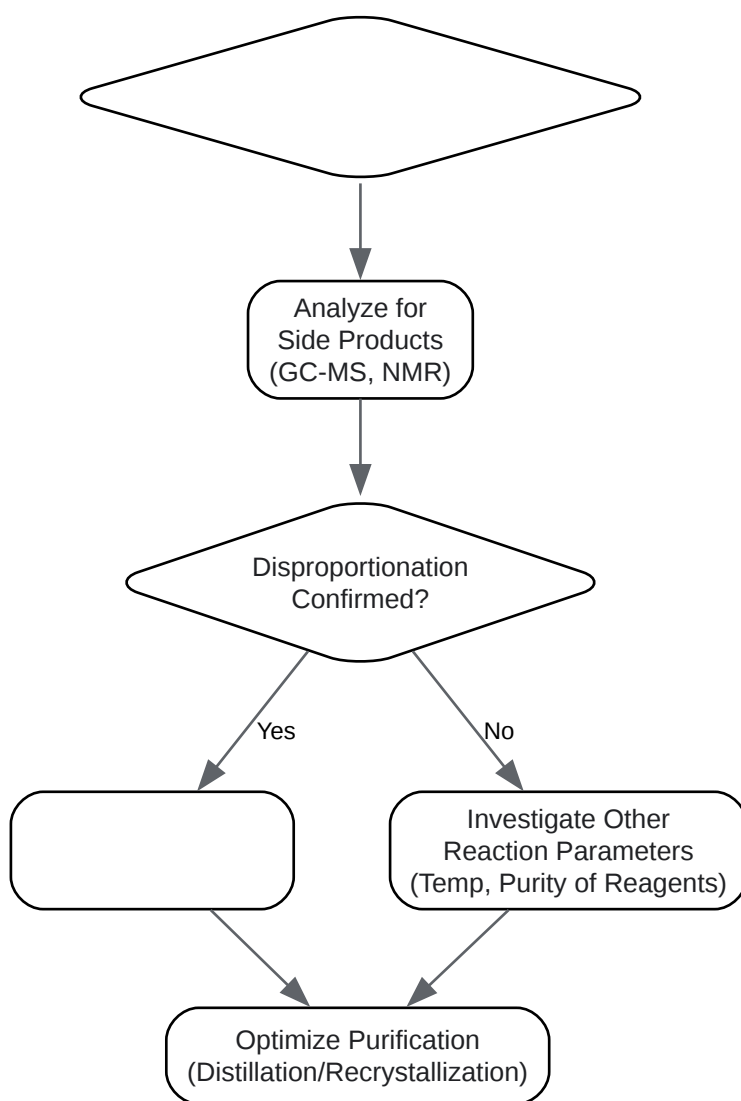 Analyze for
Side Products
(GC-MS, NMR)
Disproportionation
Confirmed?
Yes
No
Investigate Other
Reaction Parameters
(Temp, Purity of Reagents)
Optimize Purification
(Distillation/Recrystallization)